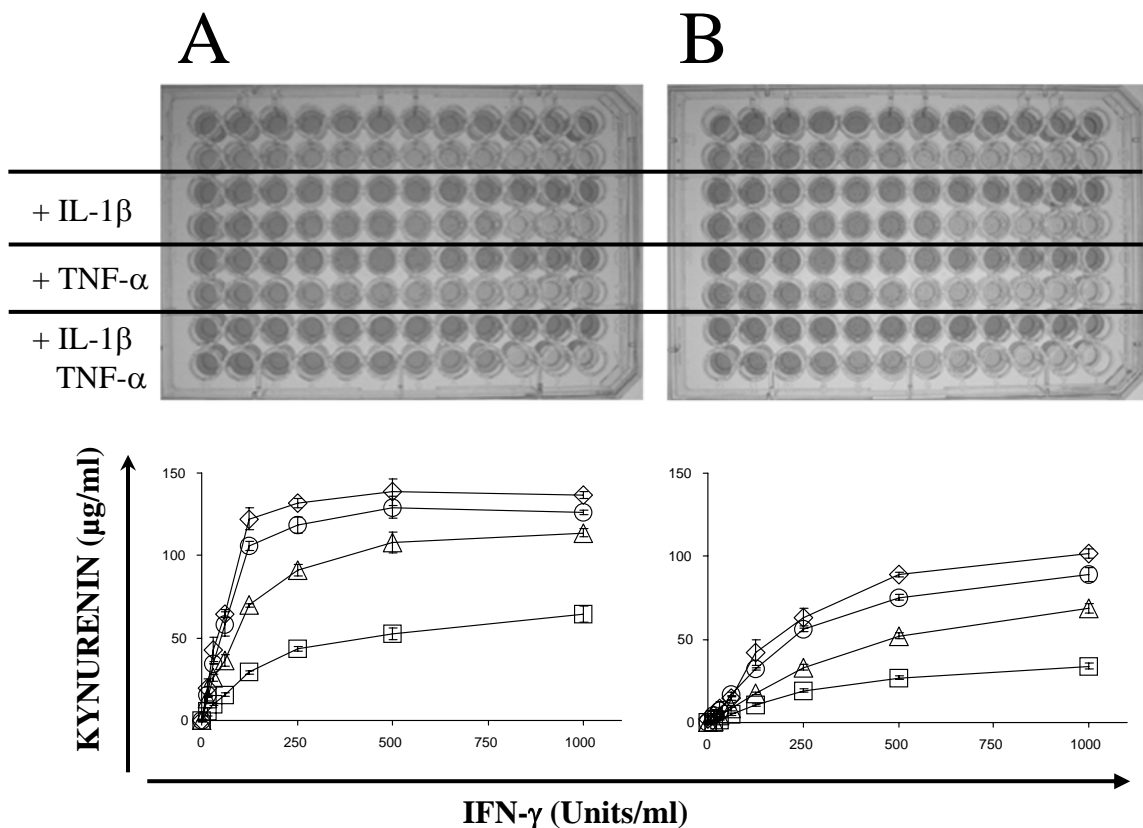 A
B
+ IL-1β
+ TNF-α
+ IL-1β
TNF-α
KYNURENIN (µg/ml)
150
100
50
0
0 250 500 750 1000
150
100
50
0
0 250 500 750 1000
IFN-γ (Units/ml)